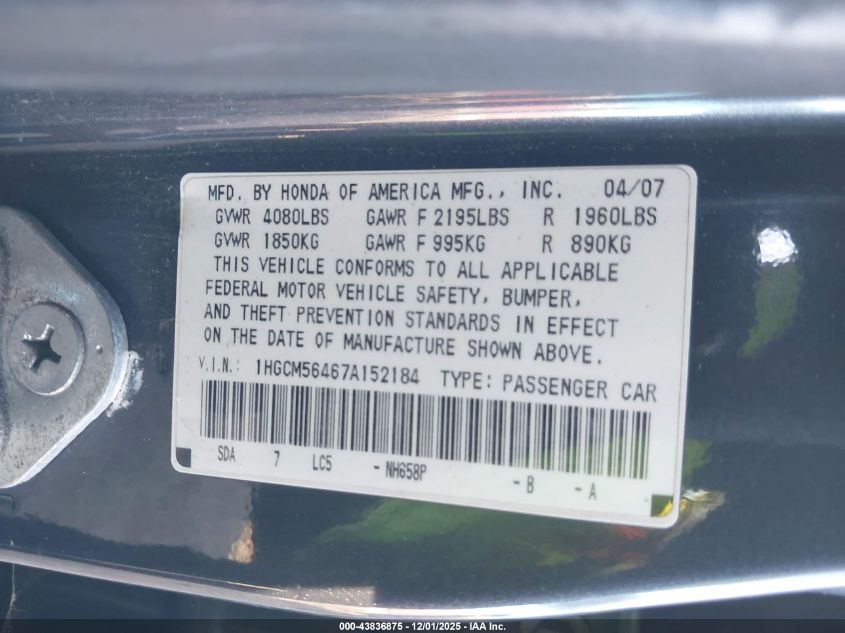 MFD. BY HONDA OF AMERICA MFG., INC. 04/07
GVWR 4080LBS GAWR F 2195LBS R 1960LBS
GVWR 1850KG GAWR F 995KG R 890KG
THIS VEHICLE CONFORMS TO ALL APPLICABLE
FEDERAL MOTOR VEHICLE SAFETY, BUMPER,
AND THEFT PREVENTION STANDARDS IN EFFECT
ON THE DATE OF MANUFACTURE SHOWN ABOVE.
V.I.N.: 1HGCM56467A152184 TYPE: PASSENGER CAR
SDA 7 LC5 -NH658P -B -A
000-43836875 - 12/01/2025 - IAA Inc.